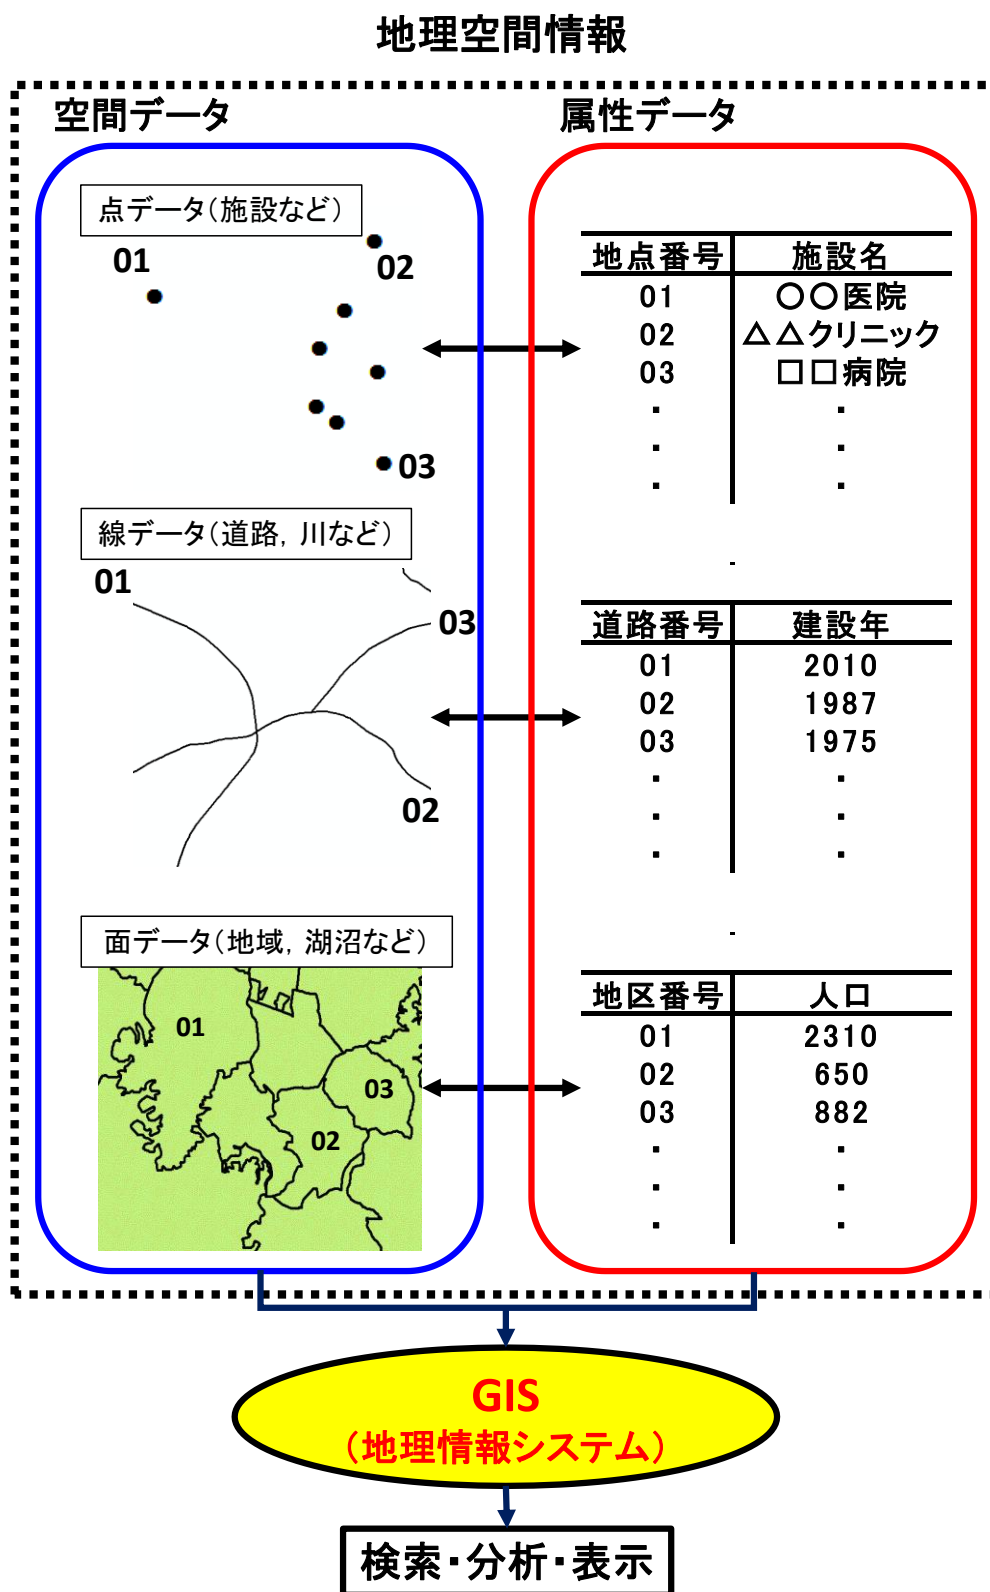 地理空間情報
空間データ
属性データ
点データ(施設など)
01
02
03
地点番号 施設名
01 〇〇医院
02 △△クリニック
03 □□病院
・ ・
・ ・
・ ・
線データ(道路, 川など)
01
03
02
道路番号 建設年
01 2010
02 1987
03 1975
・ ・
・ ・
・ ・
面データ(地域, 湖沼など)
01
03
02
地区番号 人口
01 2310
02 650
03 882
・ ・
・ ・
・ ・
GIS
(地理情報システム)
検索・分析・表示